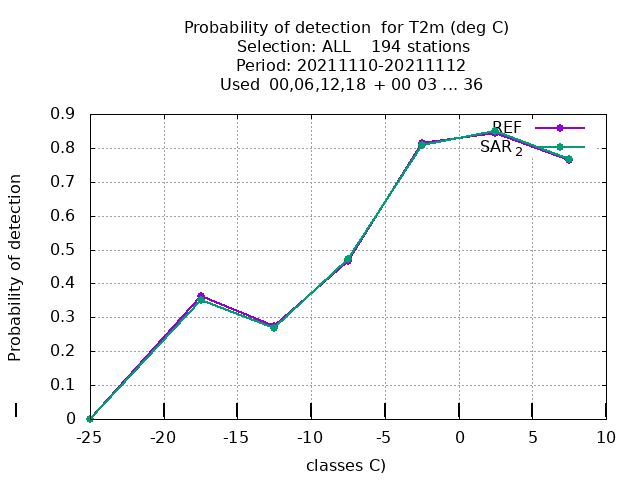 Probability of detection for T2m (deg C)
Selection: ALL 194 stations
Period: 20211110-20211112
Used 00,06,12,18 + 00 03 ... 36
REF
SAR 2
Probability of detection
0.9
0.8
0.7
0.6
0.5
0.4
0.3
0.2
0.1
0
-25 -20 -15 -10 -5 0 5 10
classes C)